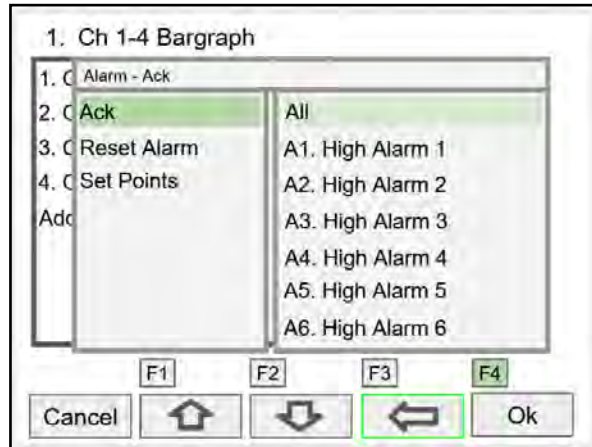 1. Ch 1-4 Bargraph
Alarm - Ack
1. C
2. C
3. C
4. C
Add
Ack
Reset Alarm
Set Points
All
A1. High Alarm 1
A2. High Alarm 2
A3. High Alarm 3
A4. High Alarm 4
A5. High Alarm 5
A6. High Alarm 6
F1 F2 F3 F4
Cancel Ok